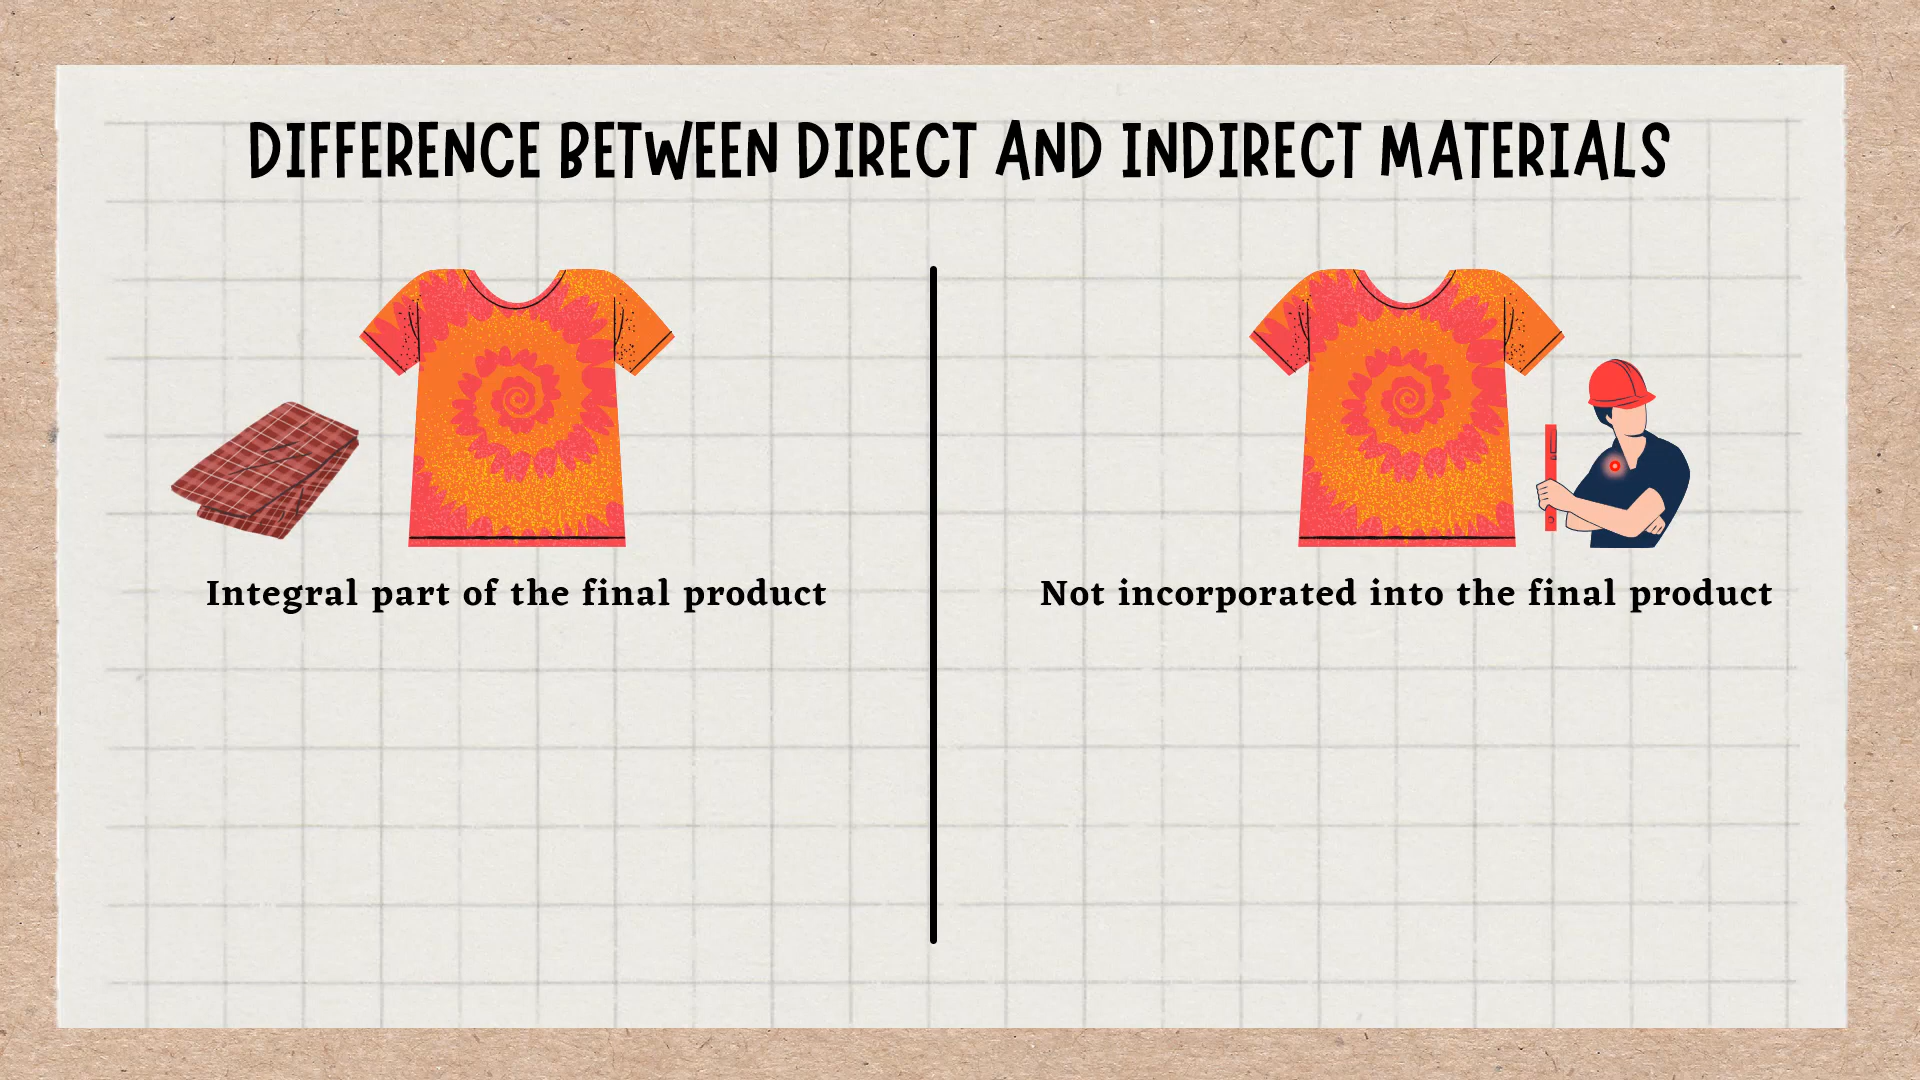 DIFFERENCE BETWEEN DIRECT AND INDIRECT MATERIALS
Integral part of the final product
Not incorporated into the final product